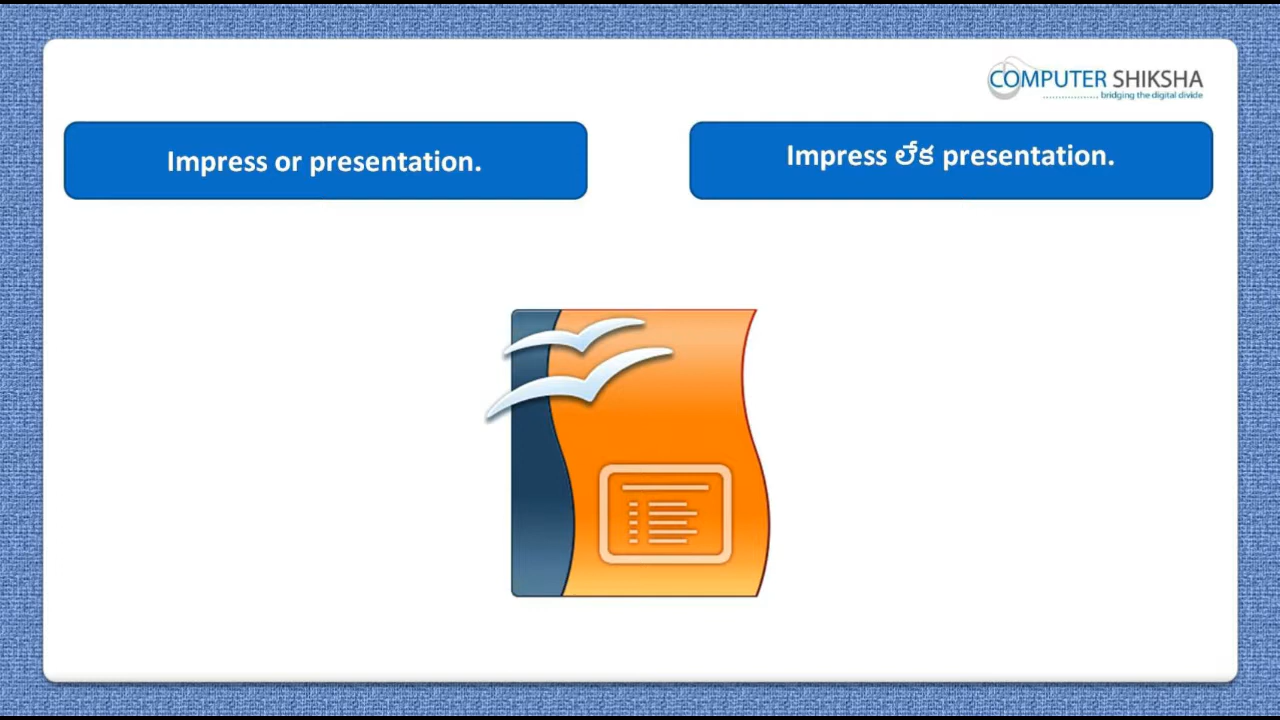 COMPUTER SHIKSHA
bridging the digital divide
Impress or presentation.
Impress లేక presentation.